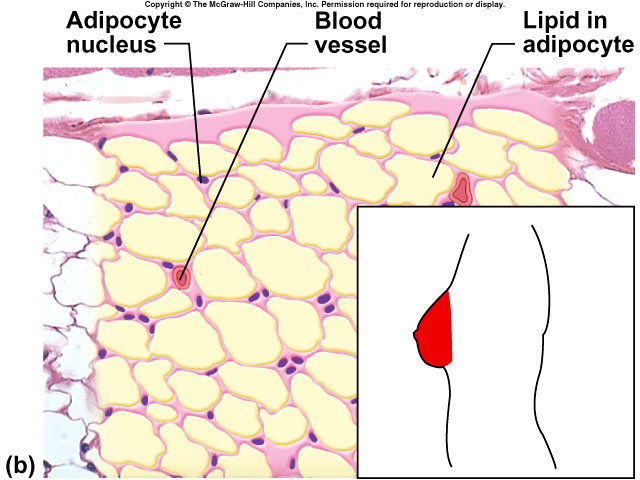 Copyright © The McGraw-Hill Companies, Inc. Permission required for reproduction or display.
Adipocyte
nucleus
Blood
vessel
Lipid in
adipocyte
(b)